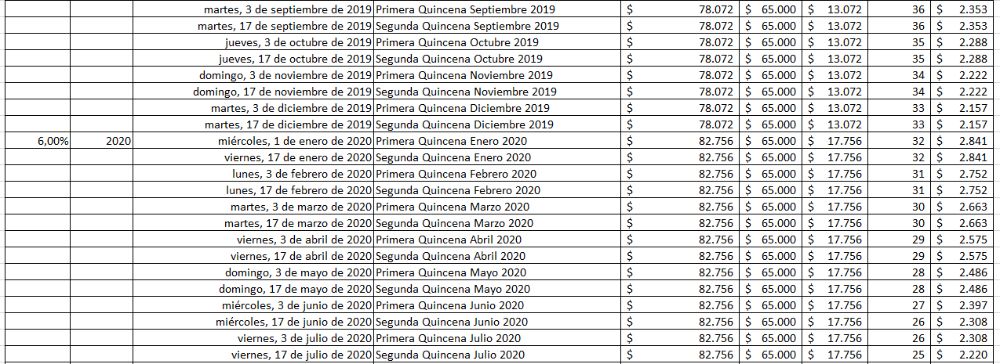 martes, 3 de septiembre de 2019 Primera Quincena Septiembre 2019 $ 78.072 $ 65.000 $ 13.072 36 $ 2.353
martes, 17 de septiembre de 2019 Segunda Quincena Septiembre 2019 $ 78.072 $ 65.000 $ 13.072 36 $ 2.353
jueves, 3 de octubre de 2019 Primera Quincena Octubre 2019 $ 78.072 $ 65.000 $ 13.072 35 $ 2.288
jueves, 17 de octubre de 2019 Segunda Quincena Octubre 2019 $ 78.072 $ 65.000 $ 13.072 35 $ 2.288
domingo, 3 de noviembre de 2019 Primera Quincena Noviembre 2019 $ 78.072 $ 65.000 $ 13.072 34 $ 2.222
domingo, 17 de noviembre de 2019 Segunda Quincena Noviembre 2019 $ 78.072 $ 65.000 $ 13.072 34 $ 2.222
martes, 3 de diciembre de 2019 Primera Quincena Diciembre 2019 $ 78.072 $ 65.000 $ 13.072 33 $ 2.157
martes, 17 de diciembre de 2019 Segunda Quincena Diciembre 2019 $ 78.072 $ 65.000 $ 13.072 33 $ 2.157
6,00% 2020 miércoles, 1 de enero de 2020 Primera Quincena Enero 2020 $ 82.756 $ 65.000 $ 17.756 32 $ 2.841
viernes, 17 de enero de 2020 Segunda Quincena Enero 2020 $ 82.756 $ 65.000 $ 17.756 32 $ 2.841
lunes, 3 de febrero de 2020 Primera Quincena Febrero 2020 $ 82.756 $ 65.000 $ 17.756 31 $ 2.752
lunes, 17 de febrero de 2020 Segunda Quincena Febrero 2020 $ 82.756 $ 65.000 $ 17.756 31 $ 2.752
martes, 3 de marzo de 2020 Primera Quincena Marzo 2020 $ 82.756 $ 65.000 $ 17.756 30 $ 2.663
martes, 17 de marzo de 2020 Segunda Quincena Marzo 2020 $ 82.756 $ 65.000 $ 17.756 30 $ 2.663
viernes, 3 de abril de 2020 Primera Quincena Abril 2020 $ 82.756 $ 65.000 $ 17.756 29 $ 2.575
viernes, 17 de abril de 2020 Segunda Quincena Abril 2020 $ 82.756 $ 65.000 $ 17.756 29 $ 2.575
domingo, 3 de mayo de 2020 Primera Quincena Mayo 2020 $ 82.756 $ 65.000 $ 17.756 28 $ 2.486
domingo, 17 de mayo de 2020 Segunda Quincena Mayo 2020 $ 82.756 $ 65.000 $ 17.756 28 $ 2.486
miércoles, 3 de junio de 2020 Primera Quincena Junio 2020 $ 82.756 $ 65.000 $ 17.756 27 $ 2.397
miércoles, 17 de junio de 2020 Segunda Quincena Junio 2020 $ 82.756 $ 65.000 $ 17.756 26 $ 2.308
viernes, 3 de julio de 2020 Primera Quincena Julio 2020 $ 82.756 $ 65.000 $ 17.756 26 $ 2.308
viernes, 17 de julio de 2020 Segunda Quincena Julio 2020 $ 82.756 $ 65.000 $ 17.756 25 $ 2.220